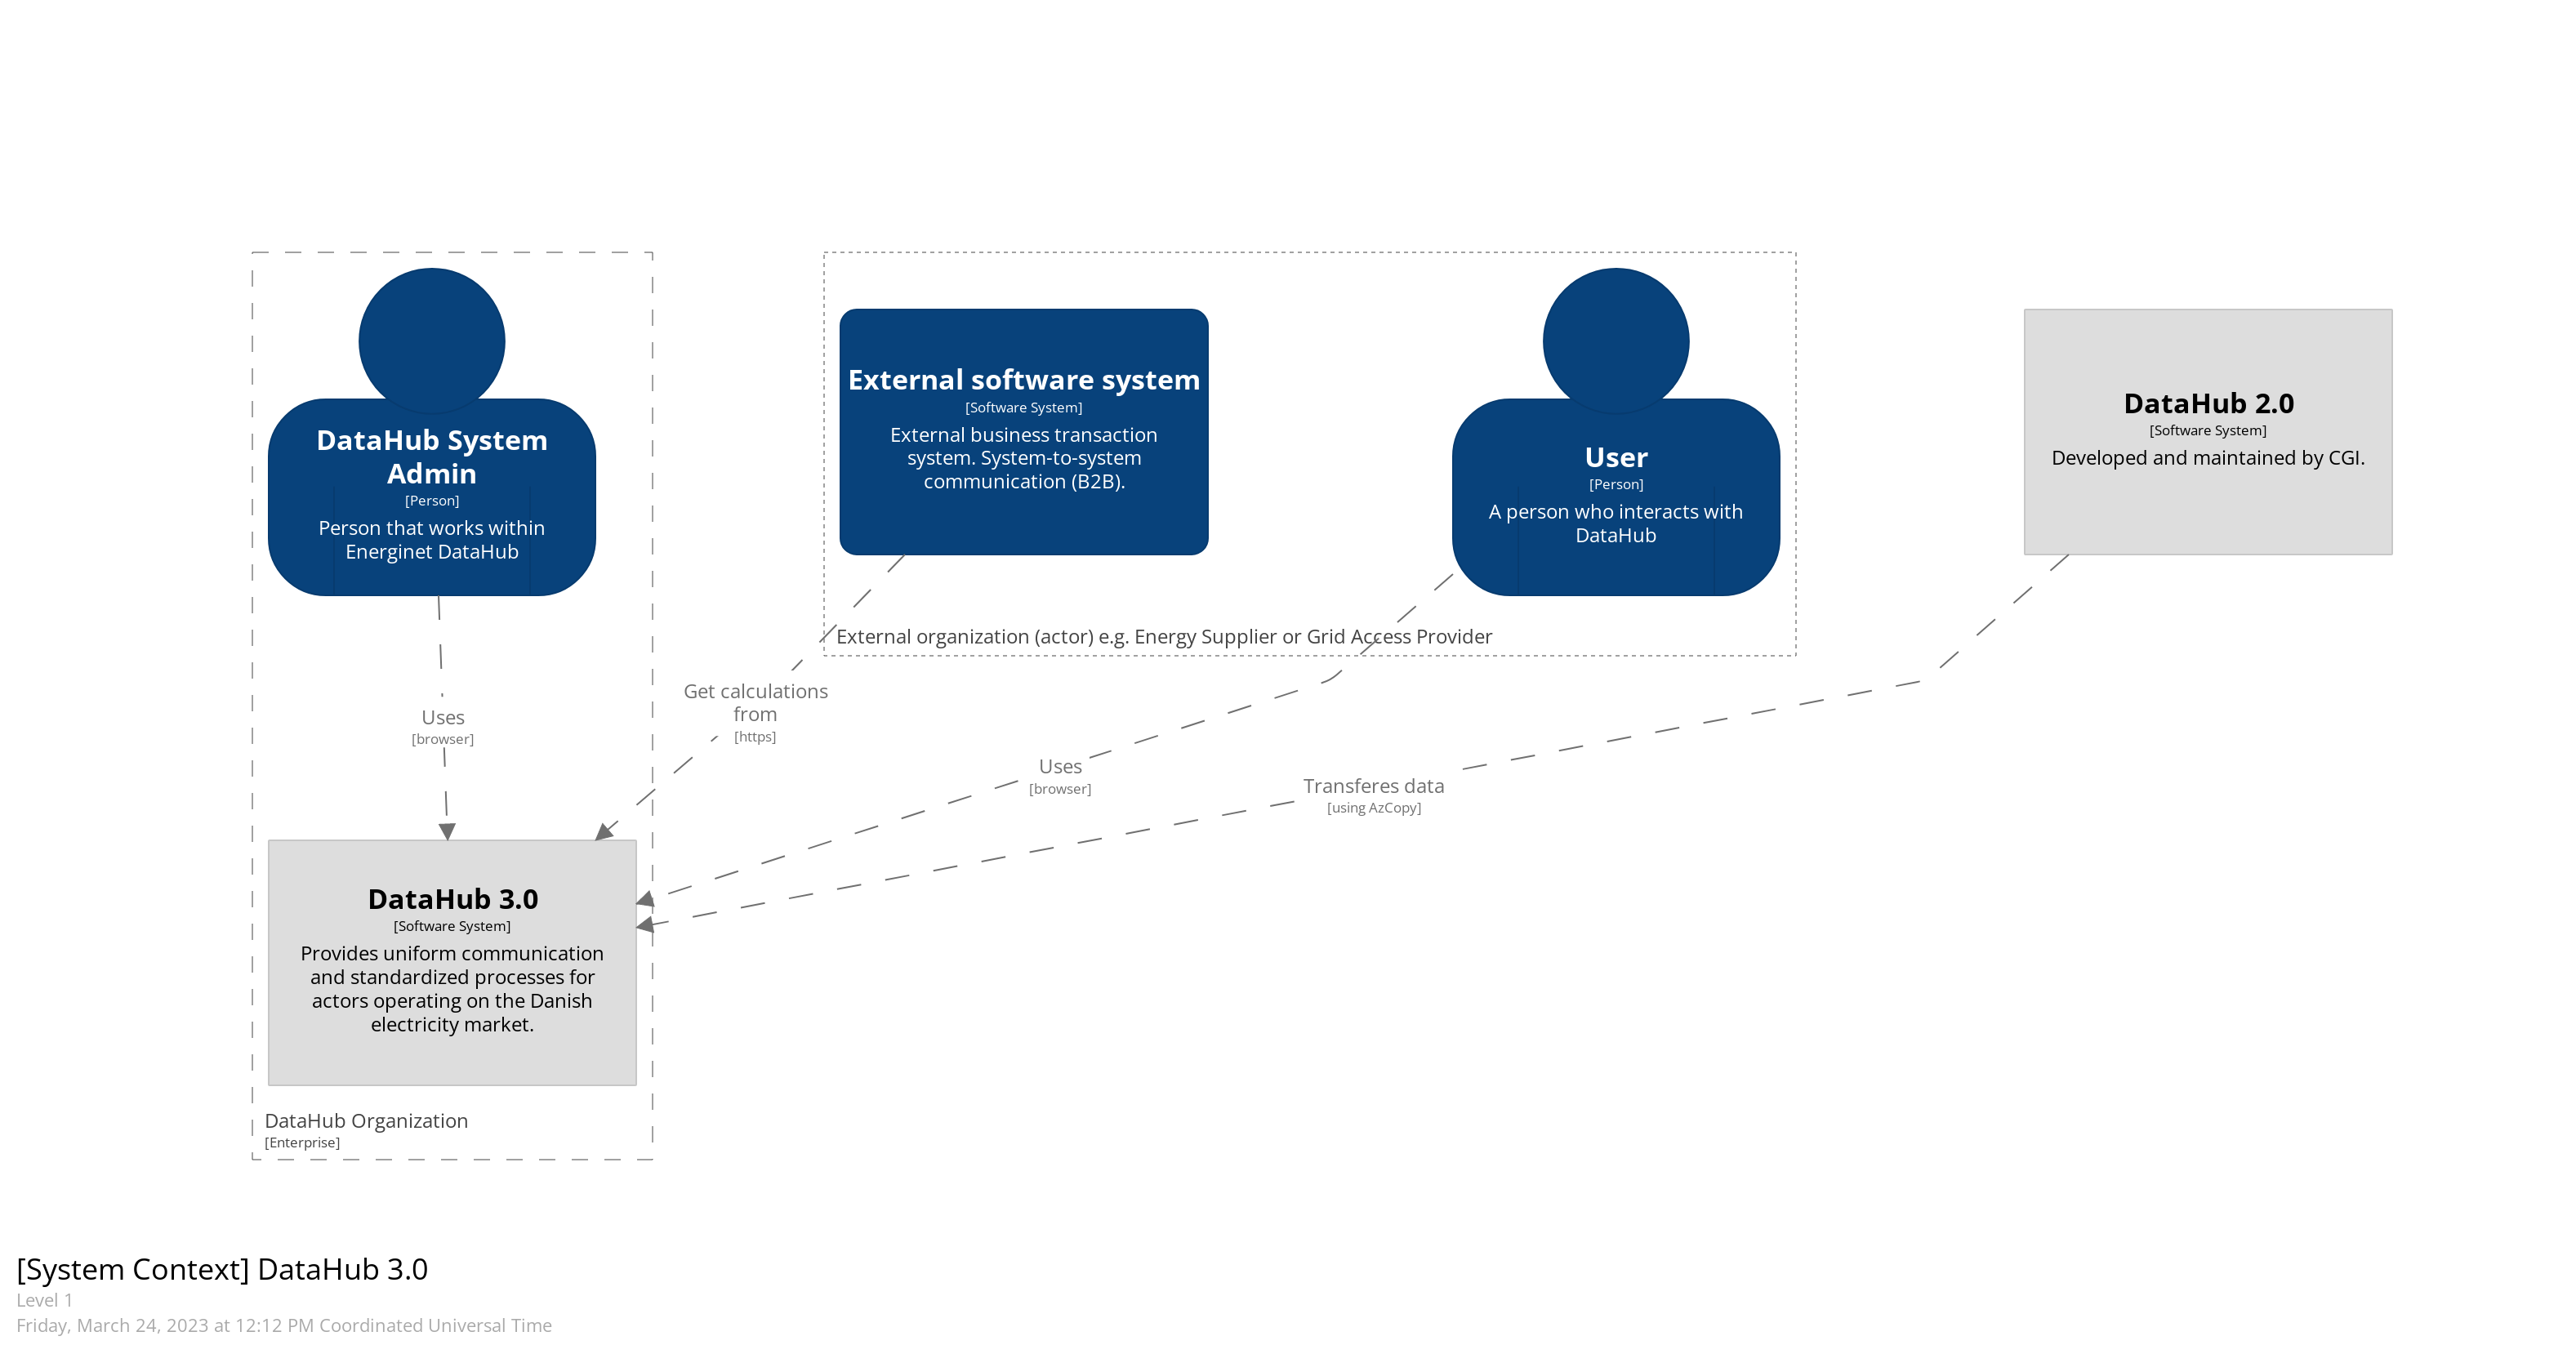 DataHub System
Admin
[Person]
Person that works within
Energinet DataHub
External software system
[Software System]
External business transaction
system. System-to-system
communication (B2B).
User
[Person]
A person who interacts with
DataHub
DataHub 2.0
[Software System]
Developed and maintained by CGI.
External organization (actor) e.g. Energy Supplier or Grid Access Provider
Uses
[browser]
Get calculations
from
[https]
Uses
[browser]
Transferes data
[using AzCopy]
DataHub 3.0
[Software System]
Provides uniform communication
and standardized processes for
actors operating on the Danish
electricity market.
DataHub Organization
[Enterprise]
[System Context] DataHub 3.0
Level 1
Friday, March 24, 2023 at 12:12 PM Coordinated Universal Time